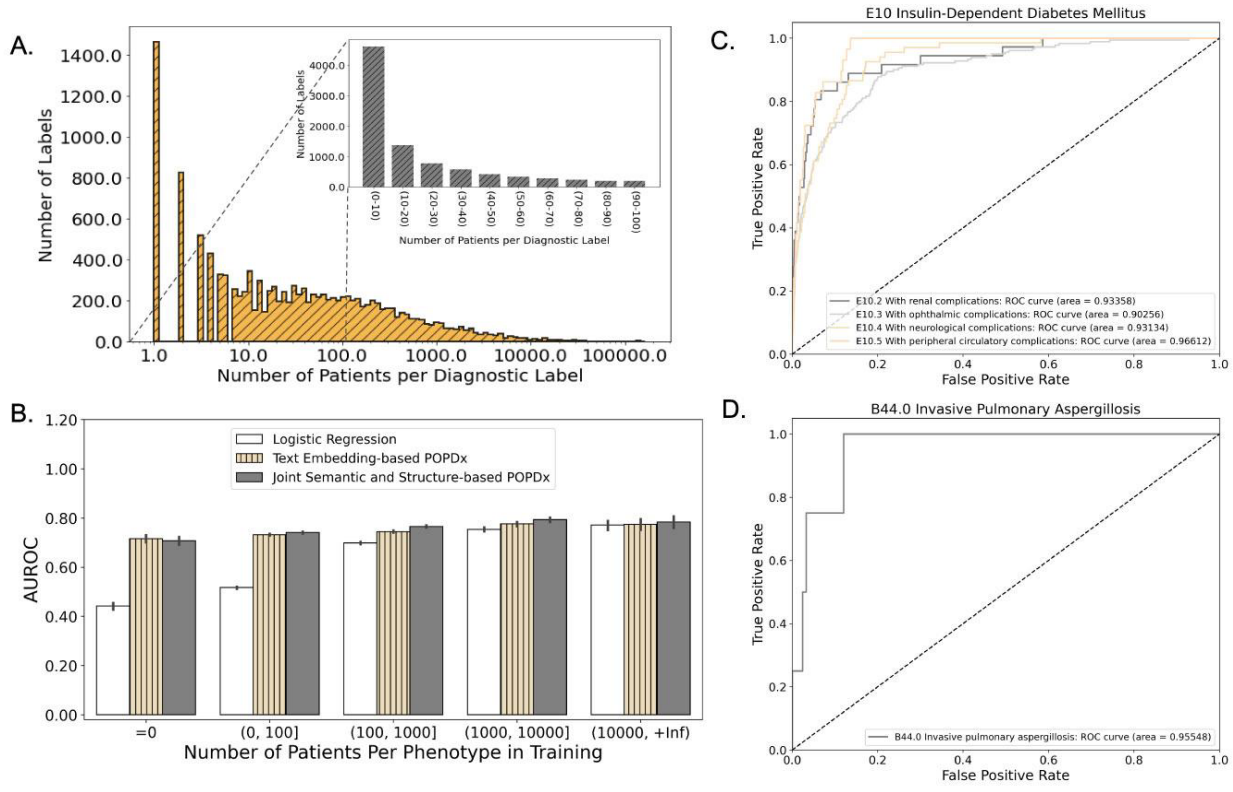 A.
1400.0
1200.0
1000.0
800.0
600.0
400.0
200.0
0.0
Number of Labels
1.0
10.0
100.0
1000.0
10000.0
100000.0
Number of Patients per Diagnostic Label
4000.0
3000.0
2000.0
1000.0
0.0
Number of Labels
(0-10)
(10-20)
(20-30)
(30-40)
(40-50)
(50-60)
(60-70)
(70-80)
(80-90)
(90-100)
Number of Patients per Diagnostic Label
B.
1.20
1.00
0.80
0.60
0.40
0.20
0.00
AUROC
Logistic Regression
Text Embedding-based POPDx
Joint Semantic and Structure-based POPDx
=0
(0, 100]
(100, 1000]
(1000, 10000]
(10000, +Inf)
Number of Patients Per Phenotype in Training
C.
E10 Insulin-Dependent Diabetes Mellitus
1.0
0.8
0.6
0.4
0.2
0.0
True Positive Rate
E10.2 With renal complications: ROC curve (area = 0.93358)
E10.3 With ophthalmic complications: ROC curve (area = 0.90256)
E10.4 With neurological complications: ROC curve (area = 0.93134)
E10.5 With peripheral circulatory complications: ROC curve (area = 0.96612)
0.0
0.2
0.4
0.6
0.8
1.0
False Positive Rate
D.
B44.0 Invasive Pulmonary Aspergillosis
1.0
0.8
0.6
0.4
0.2
0.0
True Positive Rate
B44.0 Invasive pulmonary aspergillosis: ROC curve (area = 0.95548)
0.0
0.2
0.4
0.6
0.8
1.0
False Positive Rate